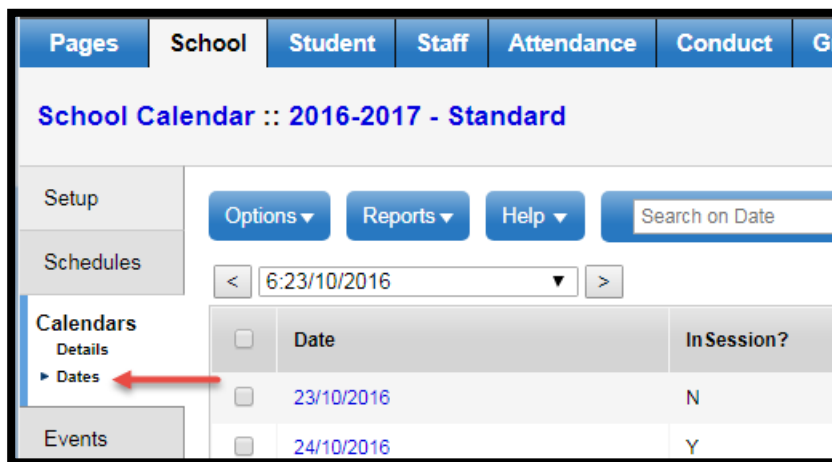 Pages School Student Staff Attendance Conduct G
School Calendar :: 2016-2017 - Standard
Setup
Options Reports Help Search on Date
Schedules
< 6:23/10/2016 >
Calendars
Details
Dates
Date InSession?
23/10/2016 N
Events
24/10/2016 Y